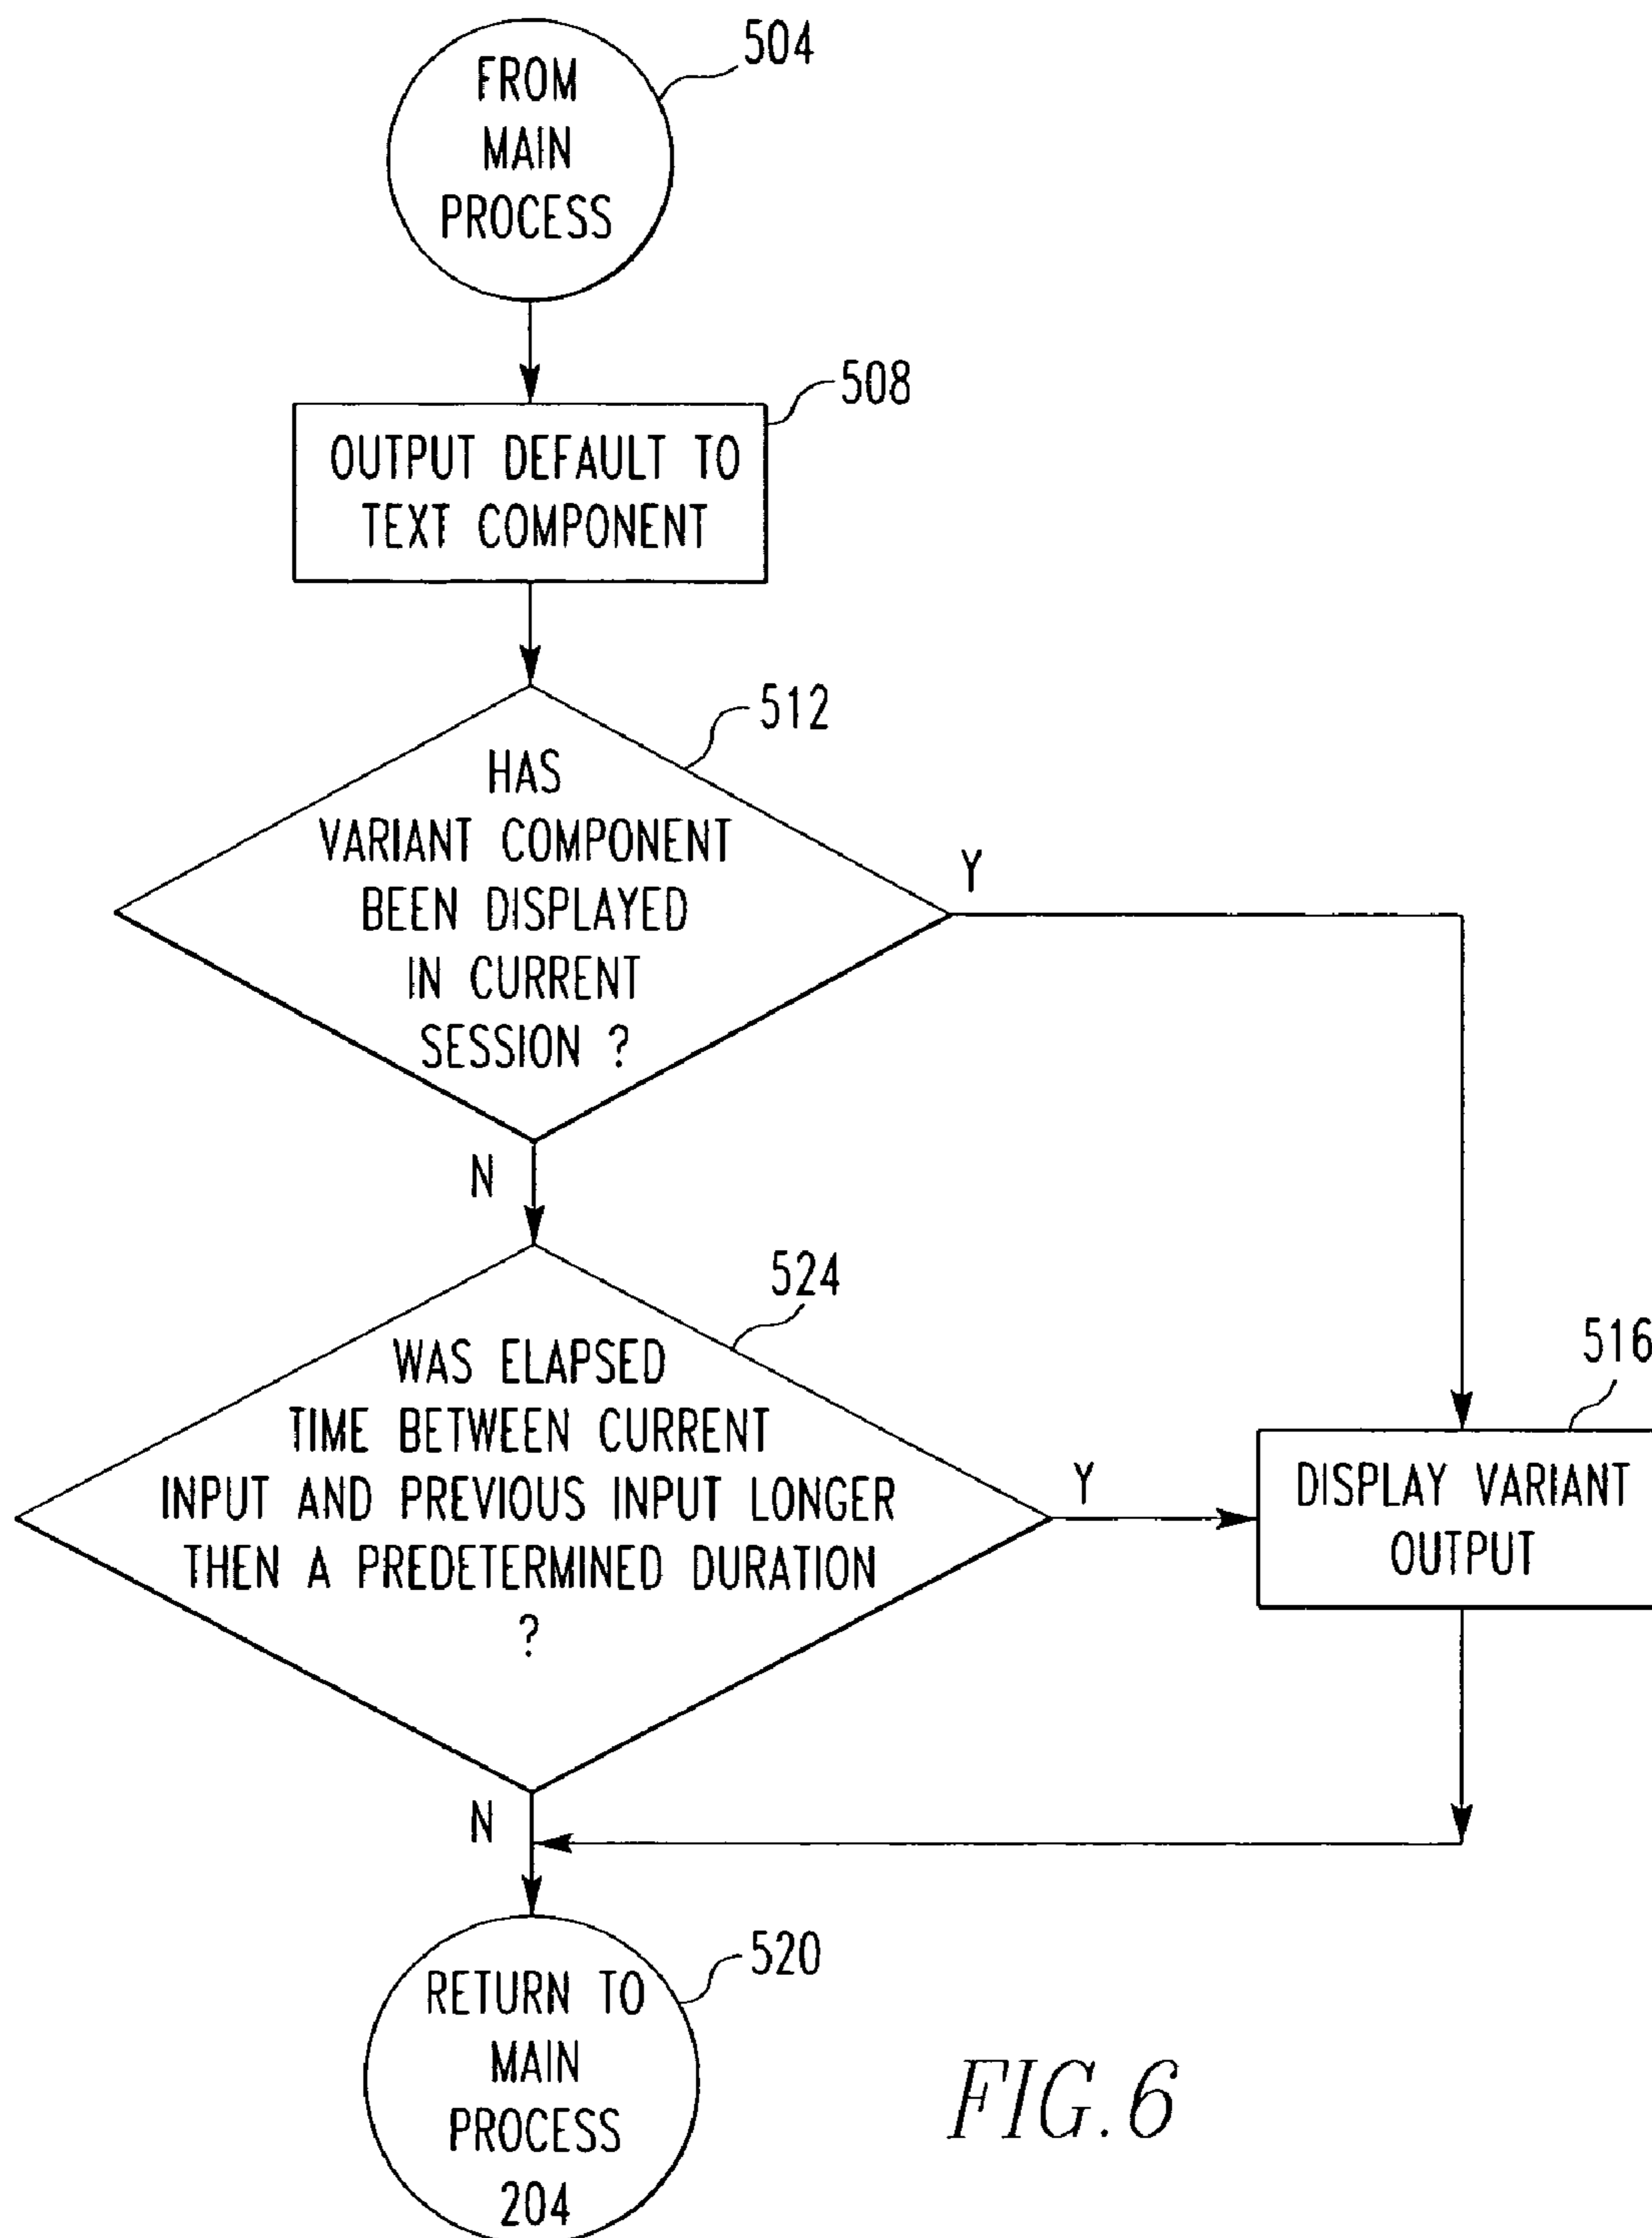 FROM
MAIN
PROCESS
504
OUTPUT DEFAULT TO
TEXT COMPONENT
508
HAS
VARIANT COMPONENT
BEEN DISPLAYED
IN CURRENT
SESSION ?
512
Y
N
WAS ELAPSED
TIME BETWEEN CURRENT
INPUT AND PREVIOUS INPUT LONGER
THEN A PREDETERMINED DURATION
?
524
Y
DISPLAY VARIANT
OUTPUT
516
N
RETURN TO
MAIN
PROCESS
204
520
FIG.6